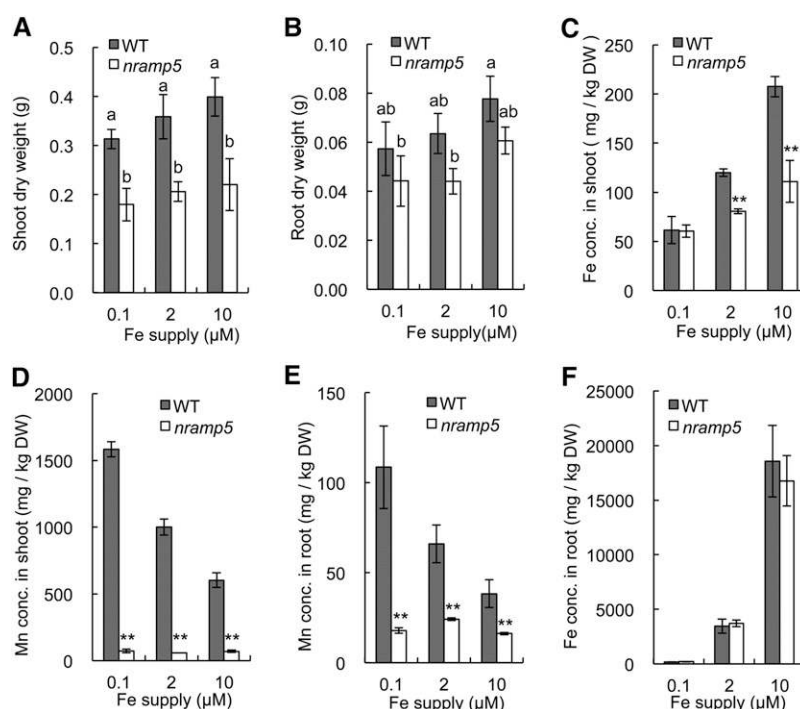 A
Shoot dry weight (g)
0.5
0.4
0.3
0.2
0.1
0.0
WT
nramp5
a
b
a
b
a
b
0.1 2 10
Fe supply (µM)
B
Root dry weight (g)
0.10
0.08
0.06
0.04
0.02
0.00
WT
nramp5
ab
b
ab
b
a
ab
0.1 2 10
Fe supply(µM)
C
Fe conc. in shoot ( mg / kg DW )
250
200
150
100
50
0
WT
nramp5
**
**
0.1 2 10
Fe supply (µM)
D
Mn conc. in shoot (mg / kg DW)
2000
1500
1000
500
0
WT
nramp5
**
**
**
0.1 2 10
Fe supply (µM)
E
Mn conc. in root (mg / kg DW)
150
100
50
0
WT
nramp5
**
**
**
0.1 2 10
Fe supply (µM)
F
Fe conc. in root (mg / kg DW)
25000
20000
15000
10000
5000
0
WT
nramp5
0.1 2 10
Fe supply (µM)